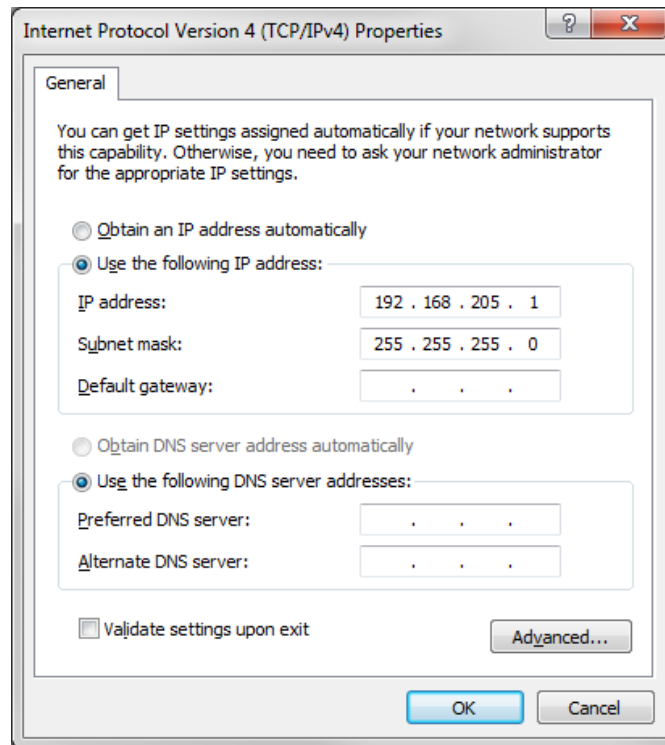 Internet Protocol Version 4 (TCP/IPv4) Properties
General
You can get IP settings assigned automatically if your network supports
this capability. Otherwise, you need to ask your network administrator
for the appropriate IP settings.
Obtain an IP address automatically
Use the following IP address:
IP address: 192 . 168 . 205 . 1
Subnet mask: 255 . 255 . 255 . 0
Default gateway: . . .
Obtain DNS server address automatically
Use the following DNS server addresses:
Preferred DNS server: . . .
Alternate DNS server: . . .
Validate settings upon exit
Advanced...
OK Cancel